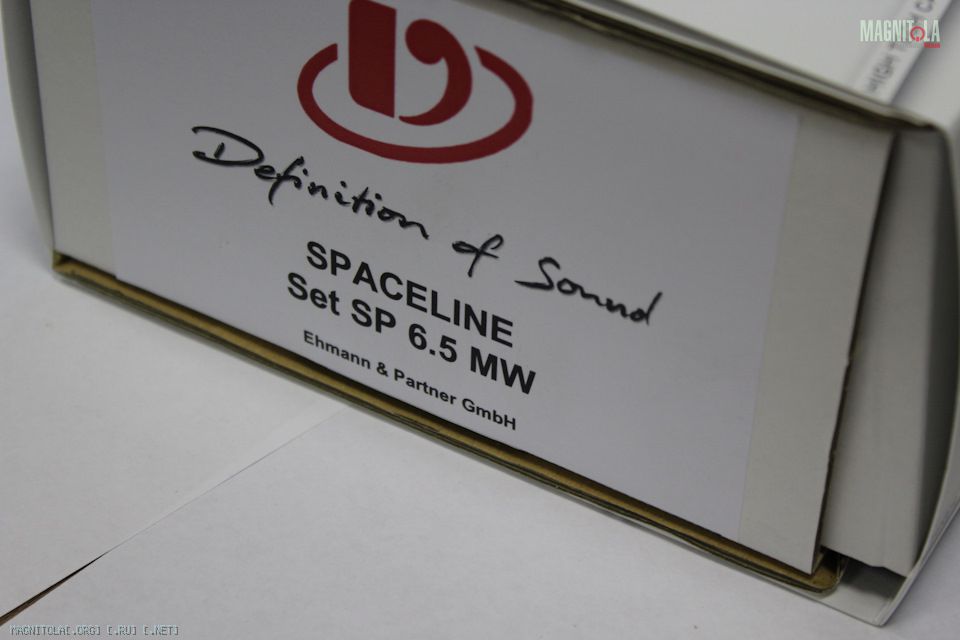 MAGNITOLA
Definition of Sound
SPACELINE
Set SP 6.5 MW
Ehmann & Partner GmbH
MAGNITOLA[.ORG] [.RU] [.NET]